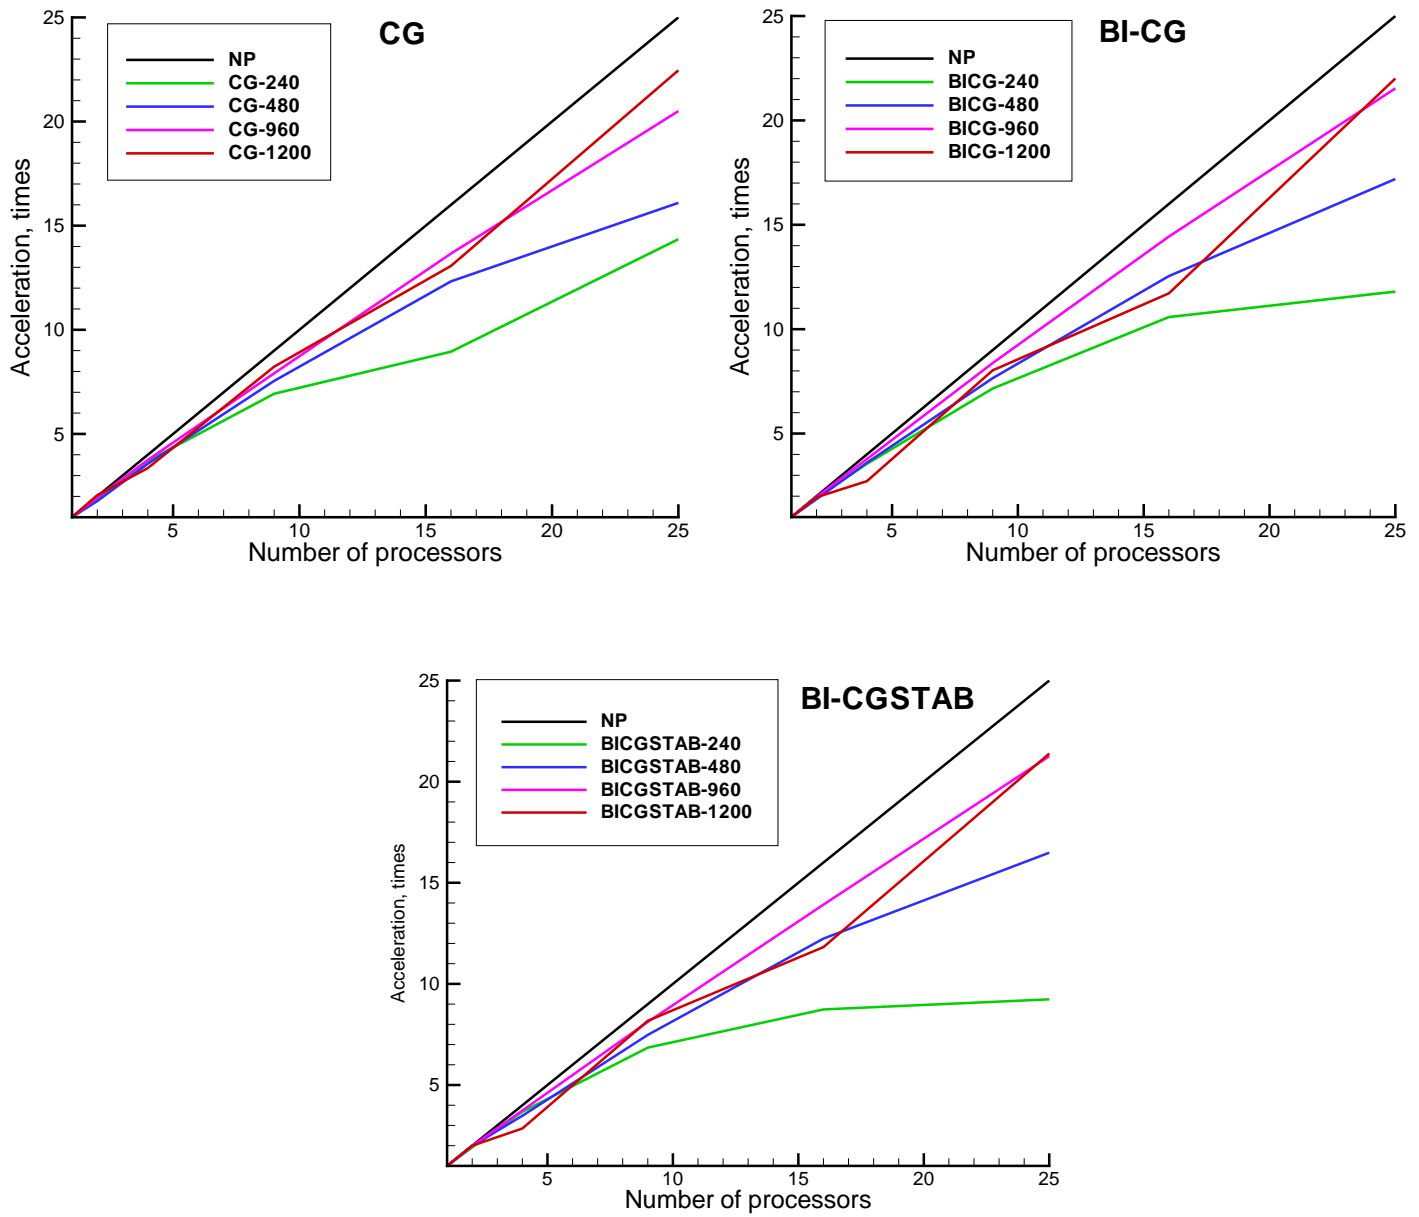 CG
NP
CG-240
CG-480
CG-960
CG-1200
25
20
15
10
5
Acceleration, times
5 10 15 20 25
Number of processors
BI-CG
NP
BICG-240
BICG-480
BICG-960
BICG-1200
25
20
15
10
5
Acceleration, times
5 10 15 20 25
Number of processors
BI-CGSTAB
NP
BICGSTAB-240
BICGSTAB-480
BICGSTAB-960
BICGSTAB-1200
25
20
15
10
5
Acceleration, times
5 10 15 20 25
Number of processors